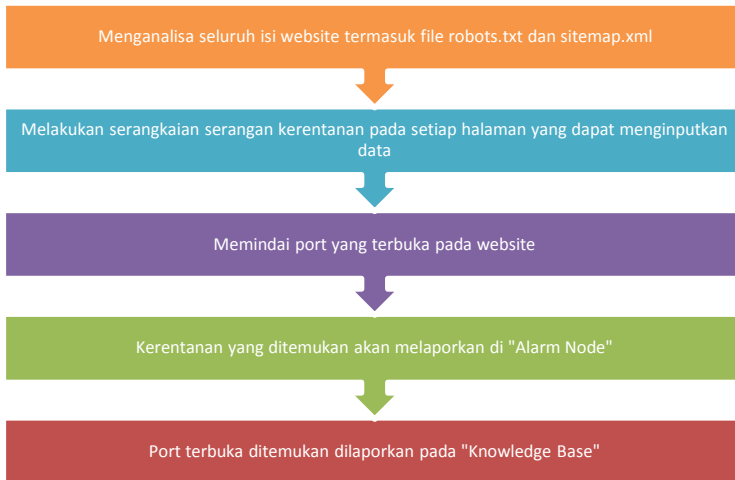 Menganalisa seluruh isi website termasuk file robots.txt dan sitemap.xml
Melakukan serangkaian serangan kerentanan pada setiap halaman yang dapat menginputkan
data
Memindai port yang terbuka pada website
Kerentanan yang ditemukan akan melaporkan di "Alarm Node"
Port terbuka ditemukan dilaporkan pada "Knowledge Base"